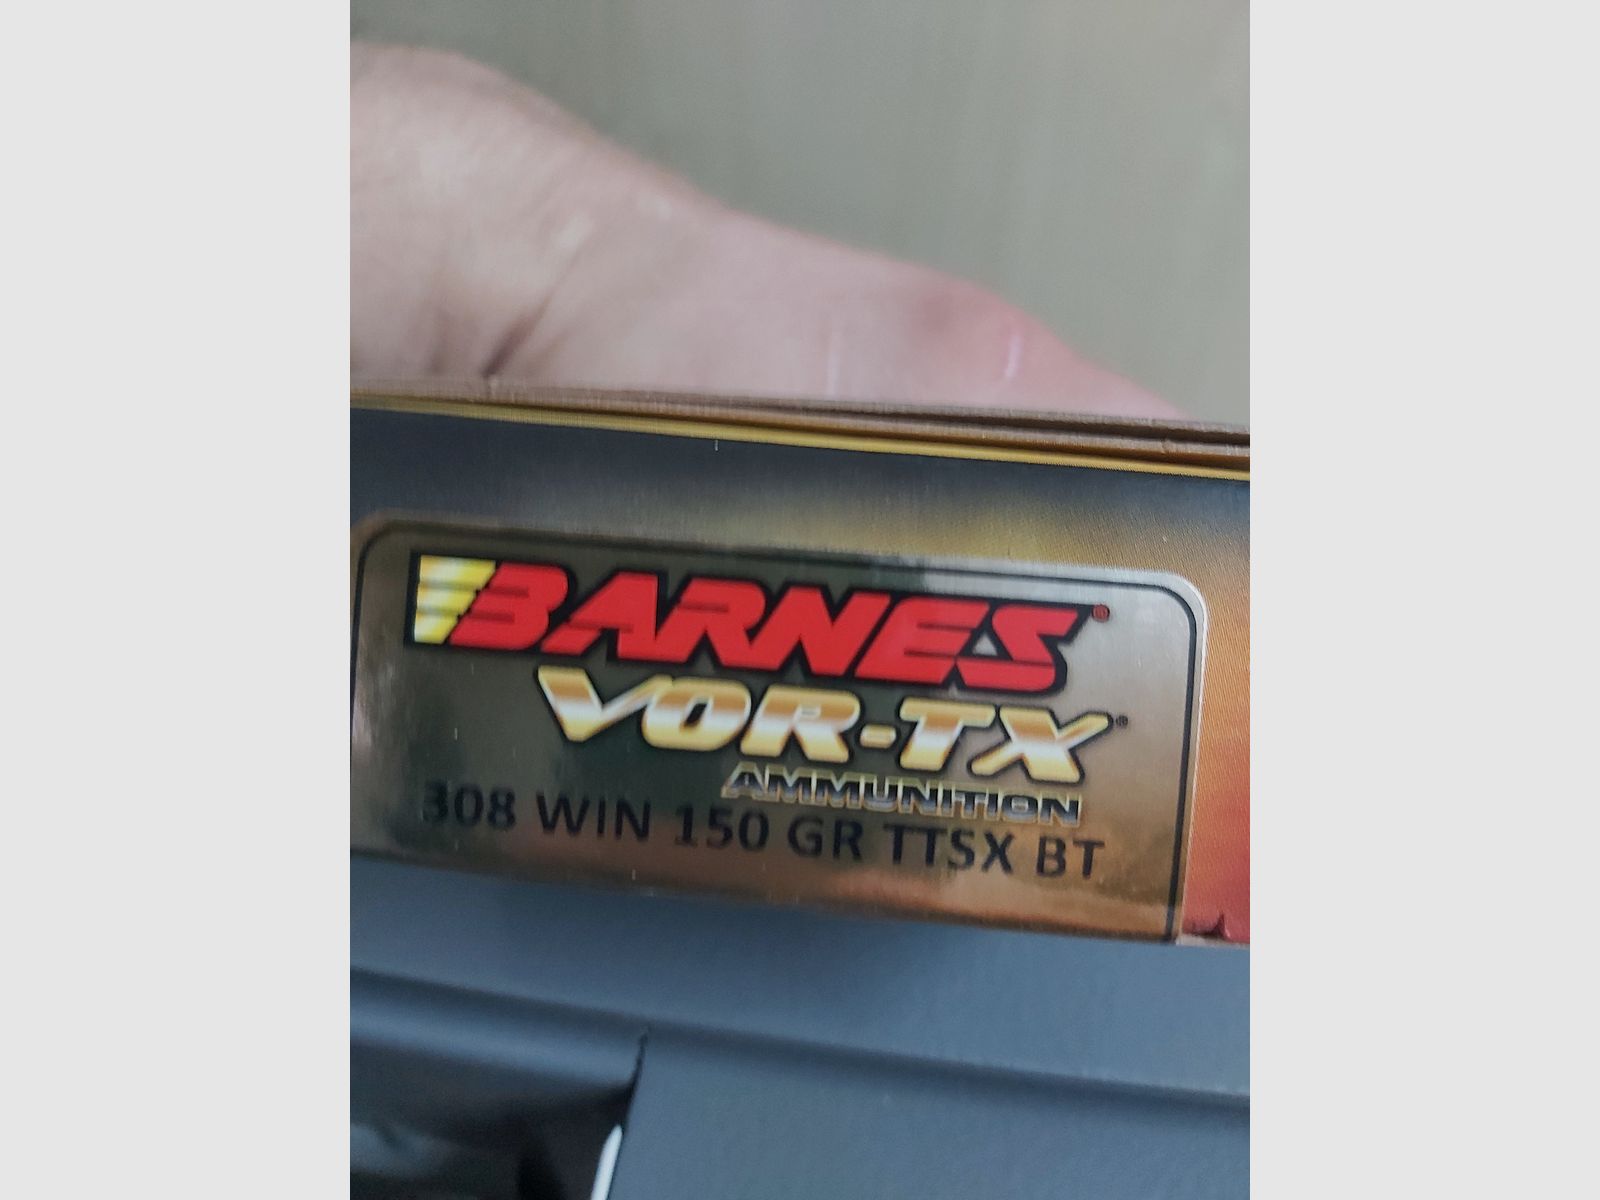 BARNES®
VOR-TX®
AMMUNITION
308 WIN 150 GR TTSX BT